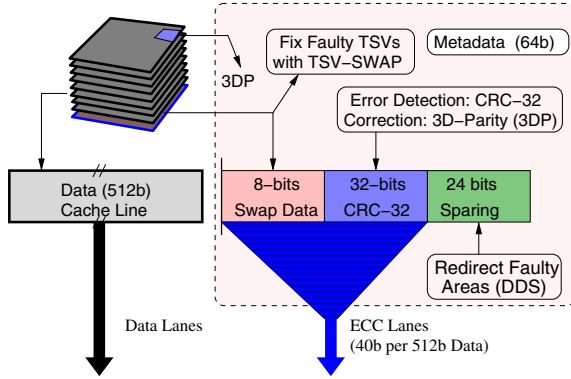 Fix Faulty TSVs
with TSV−SWAP
Metadata (64b)
3DP
Error Detection: CRC−32
Correction: 3D−Parity (3DP)
Data (512b)
Cache Line
8−bits
Swap Data
32−bits
CRC−32
24 bits
Sparing
Redirect Faulty
Areas (DDS)
Data Lanes
ECC Lanes
(40b per 512b Data)